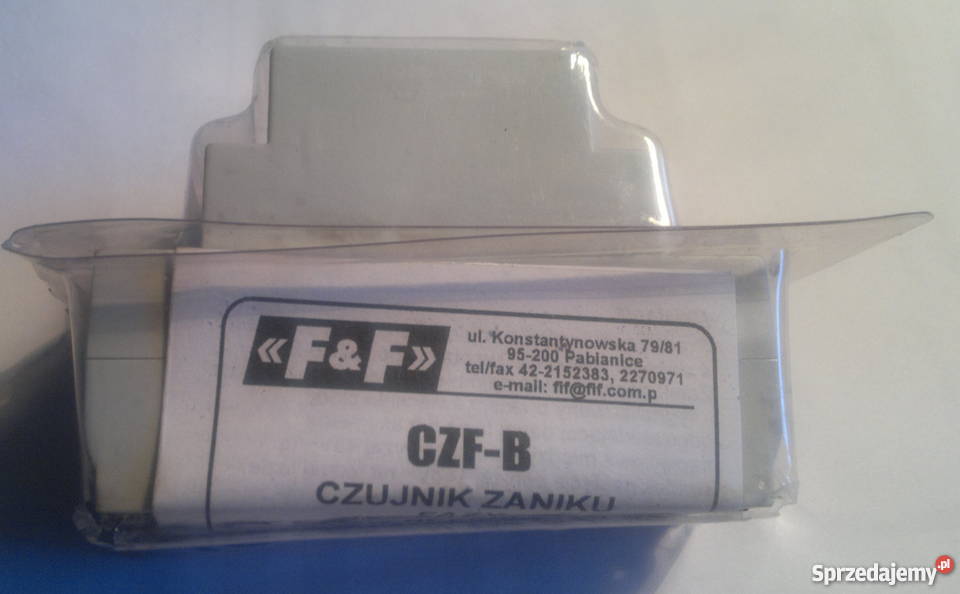 «F&F»
ul. Konstantynowska 79/81
95-200 Pabianice
tel/fax 42-2152383, 2270971
e-mail: fif@fif.com.p
CZF-B
CZUJNIK ZANIKU
Sprzedajemy.pl